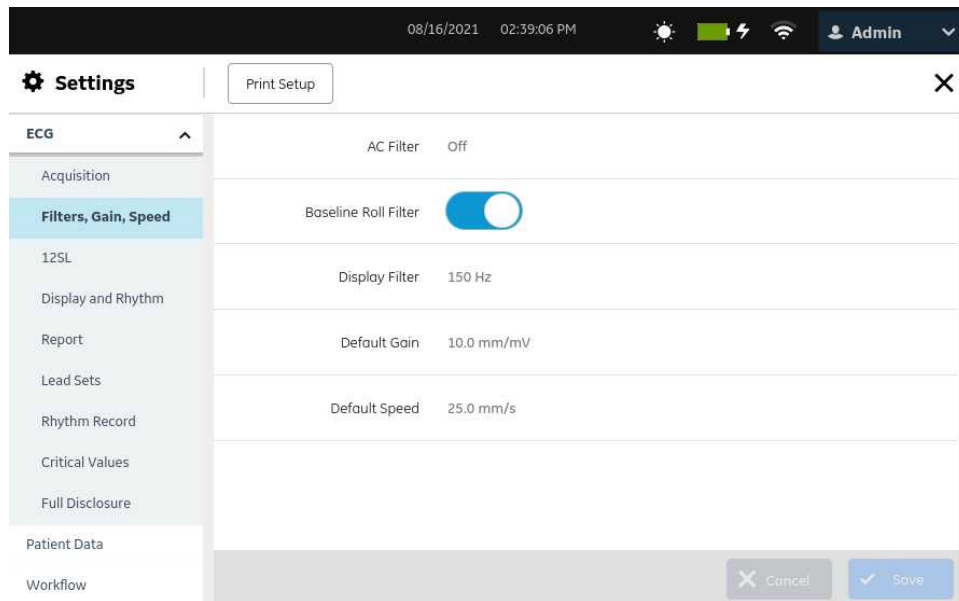 08/16/2021 02:39:06 PM Admin
Settings Print Setup
ECG
Acquisition
Filters, Gain, Speed
12SL
Display and Rhythm
Report
Lead Sets
Rhythm Record
Critical Values
Full Disclosure
Patient Data
Workflow
AC Filter Off
Baseline Roll Filter
Display Filter 150 Hz
Default Gain 10.0 mm/mV
Default Speed 25.0 mm/s
Cancel Save